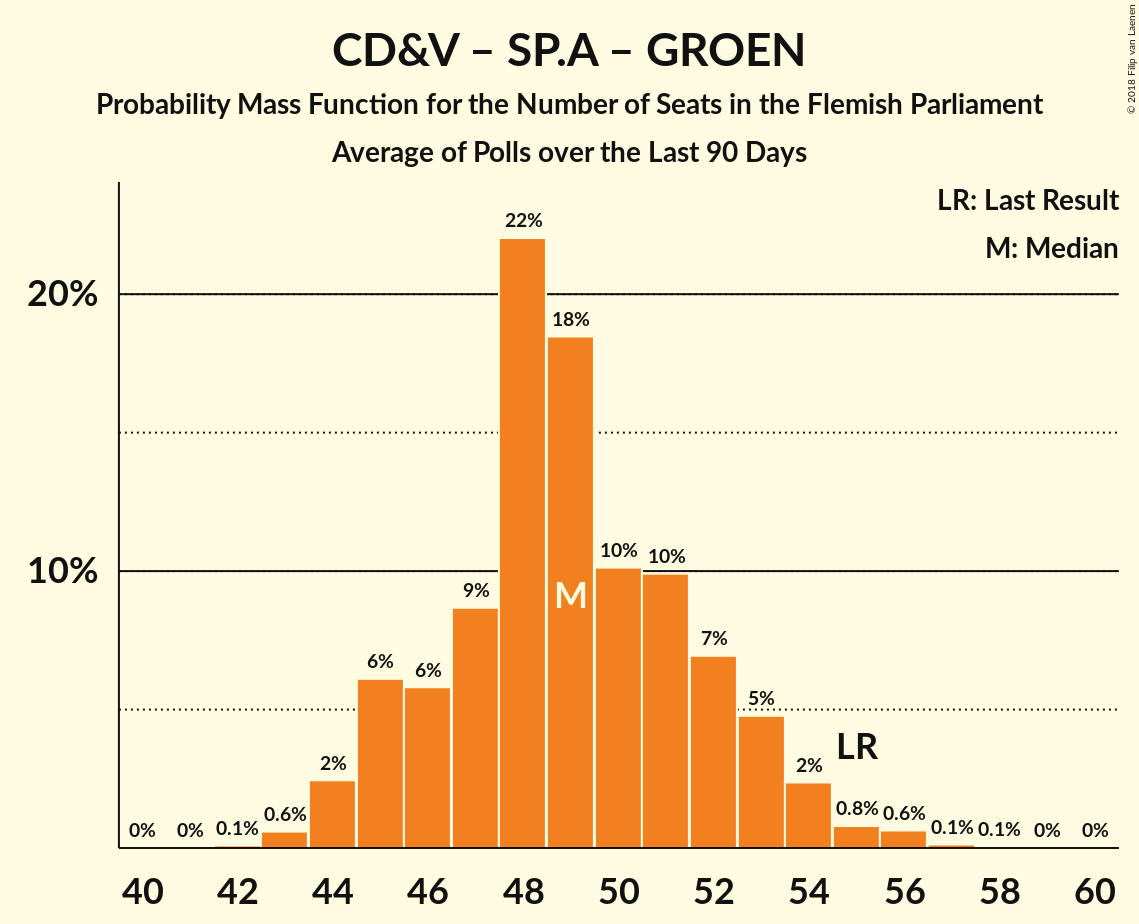 CD&V – SP.A – GROEN
Probability Mass Function for the Number of Seats in the Flemish Parliament
Average of Polls over the Last 90 Days
© 2018 Filip van Laenen
LR: Last Result
M: Median
20%
10%
0% 0% 0.1% 0.6% 2% 6% 6% 9% 22% 18% 10% 10% 7% 5% 2% 0.8% 0.6% 0.1% 0.1% 0% 0%
M
LR
40 42 44 46 48 50 52 54 56 58 60